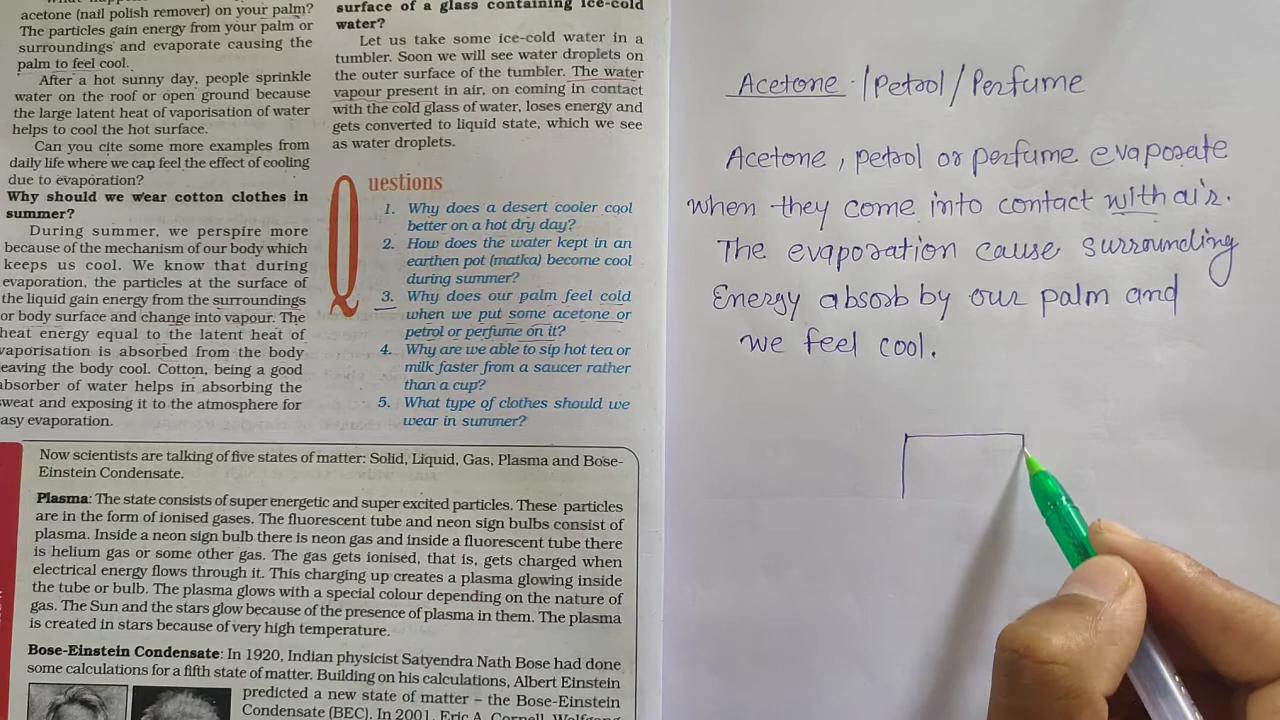 acetone (nail polish remover) on your palm?
The particles gain energy from your palm or
surroundings and evaporate causing the
palm to feel cool.
After a hot sunny day, people sprinkle
water on the roof or open ground because
the large latent heat of vaporisation of water
helps to cool the hot surface.
Can you cite some more examples from
daily life where we can feel the effect of cooling
due to evaporation?
Why should we wear cotton clothes in
summer?
During summer, we perspire more
because of the mechanism of our body which
keeps us cool. We know that during
evaporation, the particles at the surface of
the liquid gain energy from the surroundings
or body surface and change into vapour. The
heat energy equal to the latent heat of
vaporisation is absorbed from the body
leaving the body cool. Cotton, being a good
absorber of water helps in absorbing the
sweat and exposing it to the atmosphere for
easy evaporation.
surface of a glass containing ice-cold
water?
Let us take some ice-cold water in a
tumbler. Soon we will see water droplets on
the outer surface of the tumbler. The water
vapour present in air, on coming in contact
with the cold glass of water, loses energy and
gets converted to liquid state, which we see
as water droplets.
Questions
1. Why does a desert cooler cool
better on a hot dry day?
2. How does the water kept in an
earthen pot (matka) become cool
during summer?
3. Why does our palm feel cold
when we put some acetone or
petrol or perfume on it?
4. Why are we able to sip hot tea or
milk faster from a saucer rather
than a cup?
5. What type of clothes should we
wear in summer?
Now scientists are talking of five states of matter: Solid, Liquid, Gas, Plasma and Bose-
Einstein Condensate.
Plasma: The state consists of super energetic and super excited particles. These particles
are in the form of ionised gases. The fluorescent tube and neon sign bulbs consist of
plasma. Inside a neon sign bulb there is neon gas and inside a fluorescent tube there
is helium gas or some other gas. The gas gets ionised, that is, gets charged when
electrical energy flows through it. This charging up creates a plasma glowing inside
the tube or bulb. The plasma glows with a special colour depending on the nature of
gas. The Sun and the stars glow because of the presence of plasma in them. The plasma
is created in stars because of very high temperature.
Bose-Einstein Condensate: In 1920, Indian physicist Satyendra Nath Bose had done
some calculations for a fifth state of matter. Building on his calculations, Albert Einstein
predicted a new state of matter – the Bose-Einstein
Condensate (BEC). In 2001, Eric A. Cornell, Wolfgang
Acetone /Petrol/Perfume
Acetone, petrol or perfume evaporate
when they come into contact with air.
The evaporation cause surrounding
Energy absorb by our palm and
we feel cool.